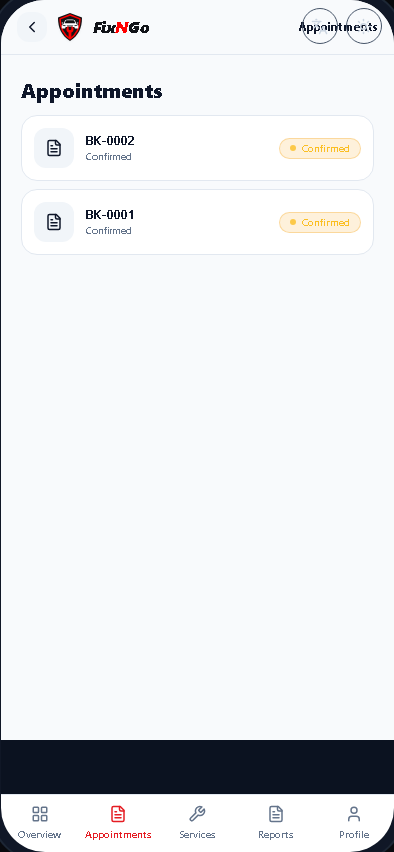 FixNGo
Appointments
Appointments
BK-0002
Confirmed
Confirmed
BK-0001
Confirmed
Confirmed
Overview
Appointments
Services
Reports
Profile